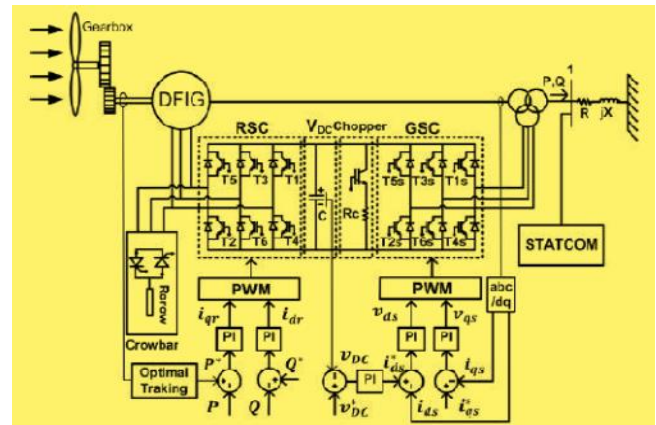 Gearbox
DFIG
P,Q
1
R
jX
RSC
VDC
Chopper
GSC
T5 T3 T1
T5s T3s T1s
C
Rc
T2 T6 T4
T2s T6s T4s
STATCOM
Crowbar
PWM
PWM
abc
/dq
iqr
idr
vds
vqs
PI
PI
PI
PI
Optimal
Traking
P*
Q*
vDC
PI
i*ds
iqs
P
Q
v*DC
ids
i*qs